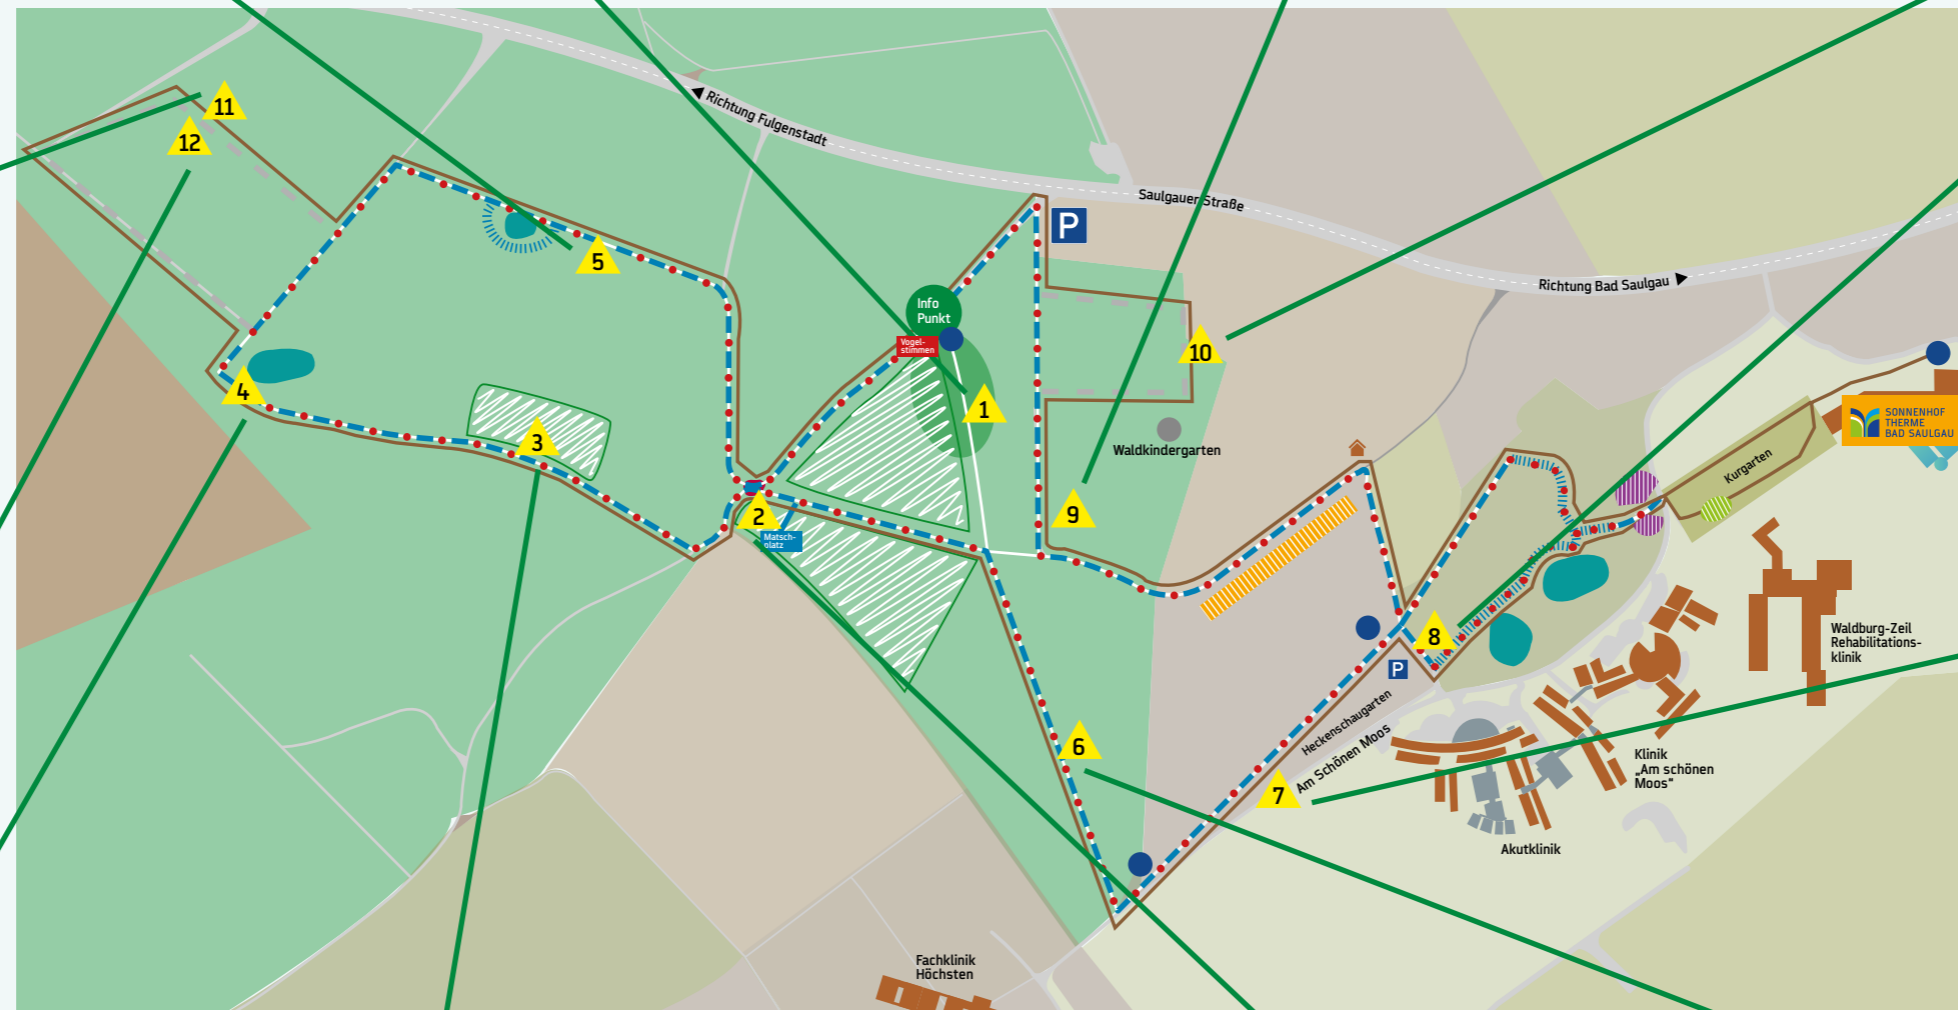 Richtung Fulgenstadt
11
12
P
Saulgauer Straße
Richtung Bad Saulgau
5
Info
Punkt
Vogel-
stimmen
10
4
1
SONNENHOF
THERME
BAD SAULGAU
3
Waldkindergarten
Kurgarten
2
9
Matsch-
platz
8
Waldburg-Zeil
Rehabilitations-
klinik
P
Heckenschaugarten
Am Schönen Moos
6
7
Klinik
„Am schönen
Moos"
Akutklinik
Fachklinik
Höchsten